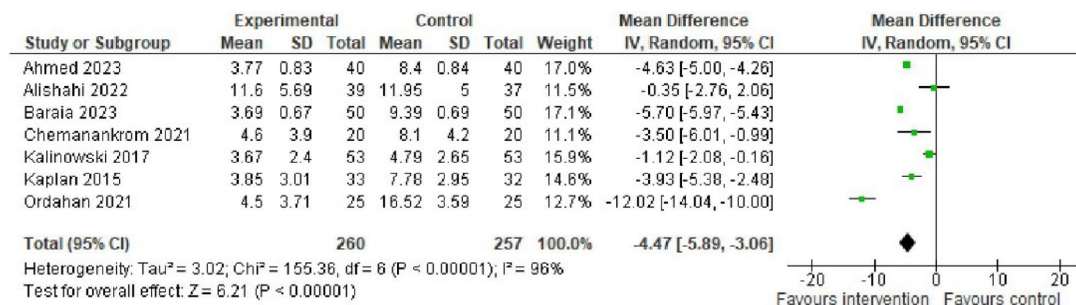 Experimental Control Mean Difference Mean Difference
Study or Subgroup Mean SD Total Mean SD Total Weight IV, Random, 95% CI IV, Random, 95% CI
Ahmed 2023 3.77 0.83 40 8.4 0.84 40 17.0% -4.63 [-5.00, -4.26]
Alishahi 2022 11.6 5.69 39 11.95 5 37 11.5% -0.35 [-2.76, 2.06]
Baraia 2023 3.69 0.67 50 9.39 0.69 50 17.1% -5.70 [-5.97, -5.43]
Chemanankrom 2021 4.6 3.9 20 8.1 4.2 20 11.1% -3.50 [-6.01, -0.99]
Kalinowski 2017 3.67 2.4 53 4.79 2.65 53 15.9% -1.12 [-2.08, -0.16]
Kaplan 2015 3.85 3.01 33 7.78 2.95 32 14.6% -3.93 [-5.38, -2.48]
Ordahan 2021 4.5 3.71 25 16.52 3.59 25 12.7% -12.02 [-14.04, -10.00]
Total (95% CI) 260 257 100.0% -4.47 [-5.89, -3.06]
Heterogeneity: Tau² = 3.02; Chi² = 155.36, df = 6 (P < 0.00001); I² = 96%
Test for overall effect: Z = 6.21 (P < 0.00001)
-20 -10 0 10 20
Favours intervention Favours control